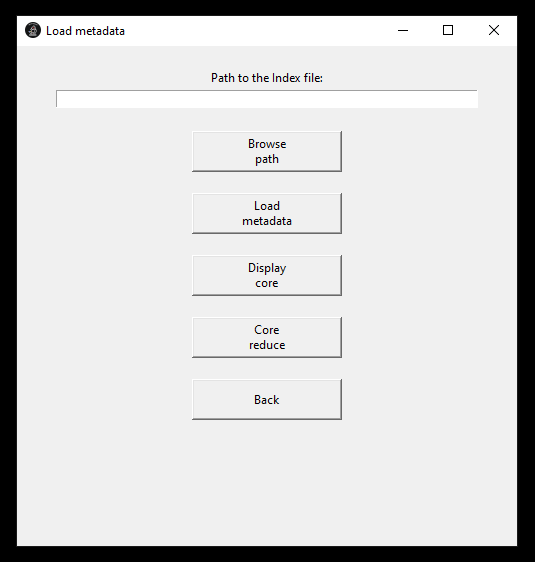 Load metadata
Path to the Index file:
Browse
path
Load
metadata
Display
core
Core
reduce
Back